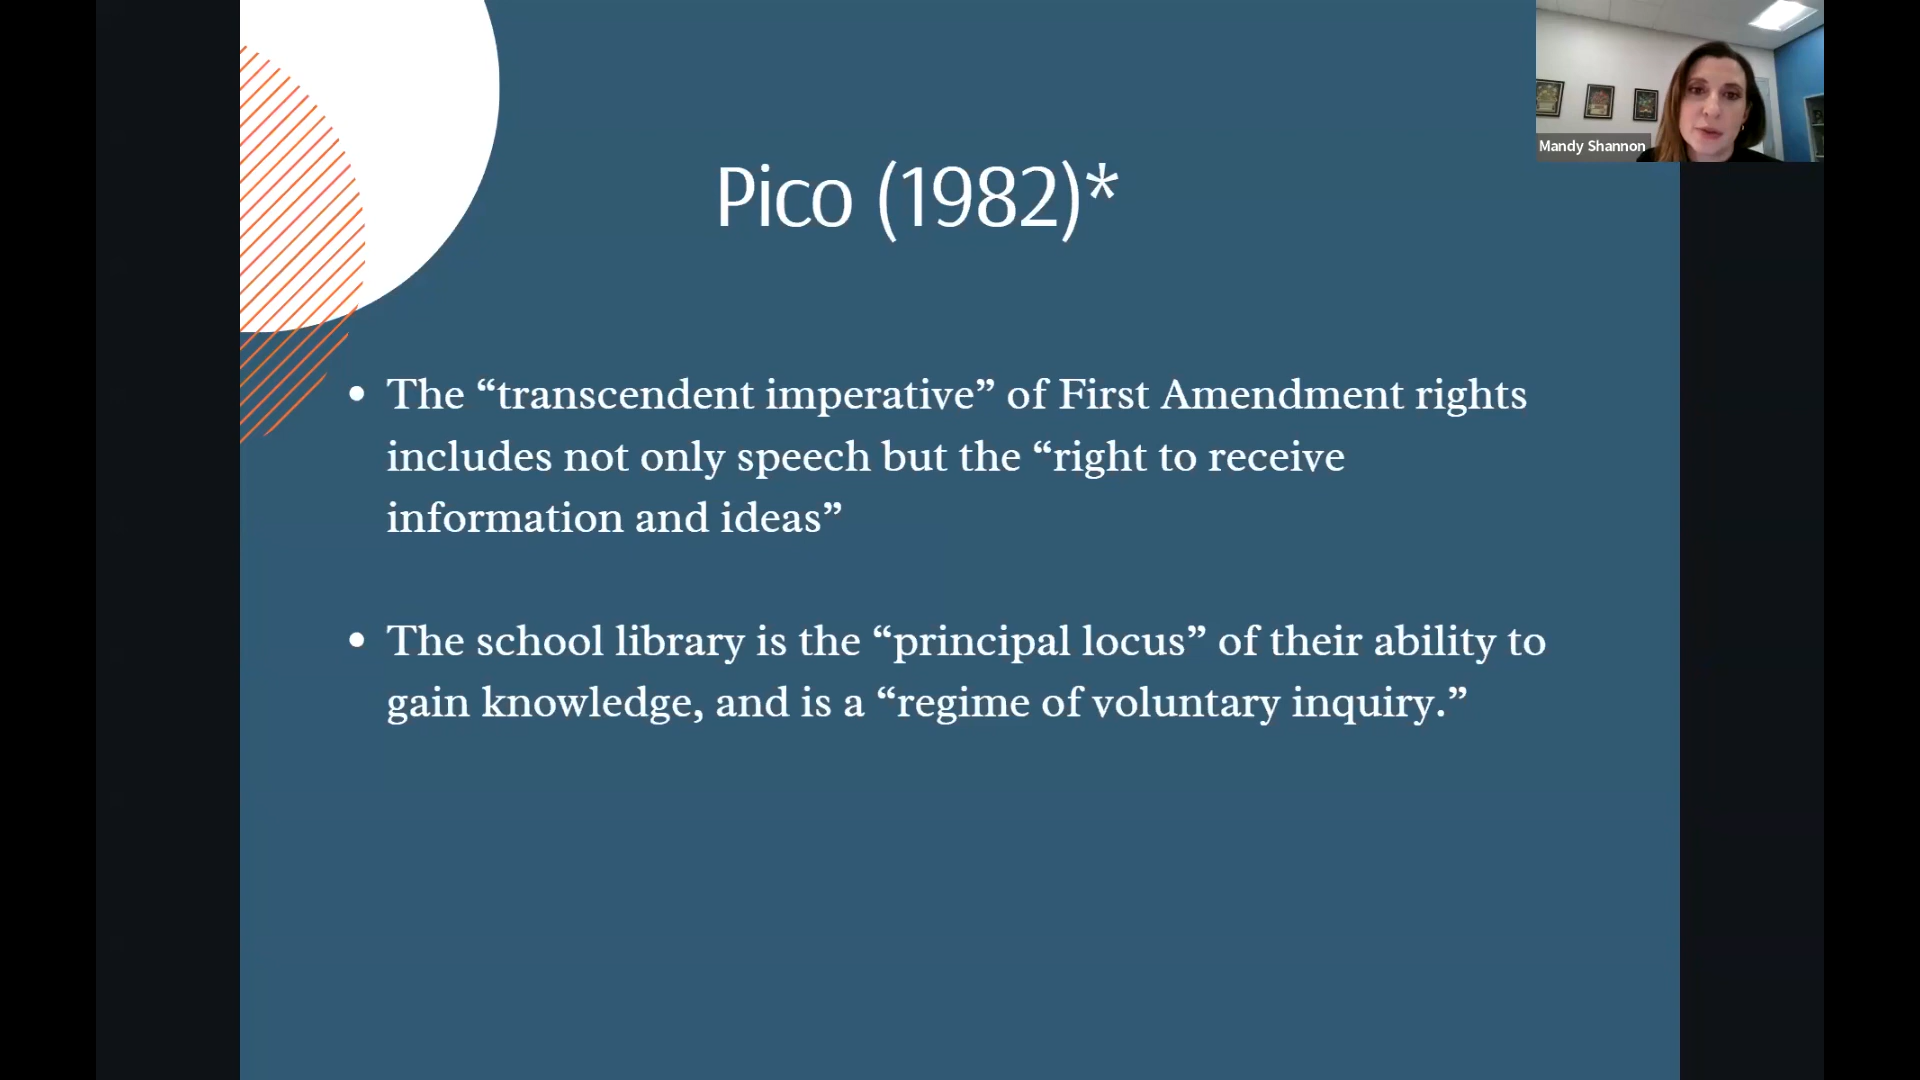 Mandy Shannon
Pico (1982)*
• The “transcendent imperative” of First Amendment rights
includes not only speech but the “right to receive
information and ideas”
• The school library is the “principal locus” of their ability to
gain knowledge, and is a “regime of voluntary inquiry.”